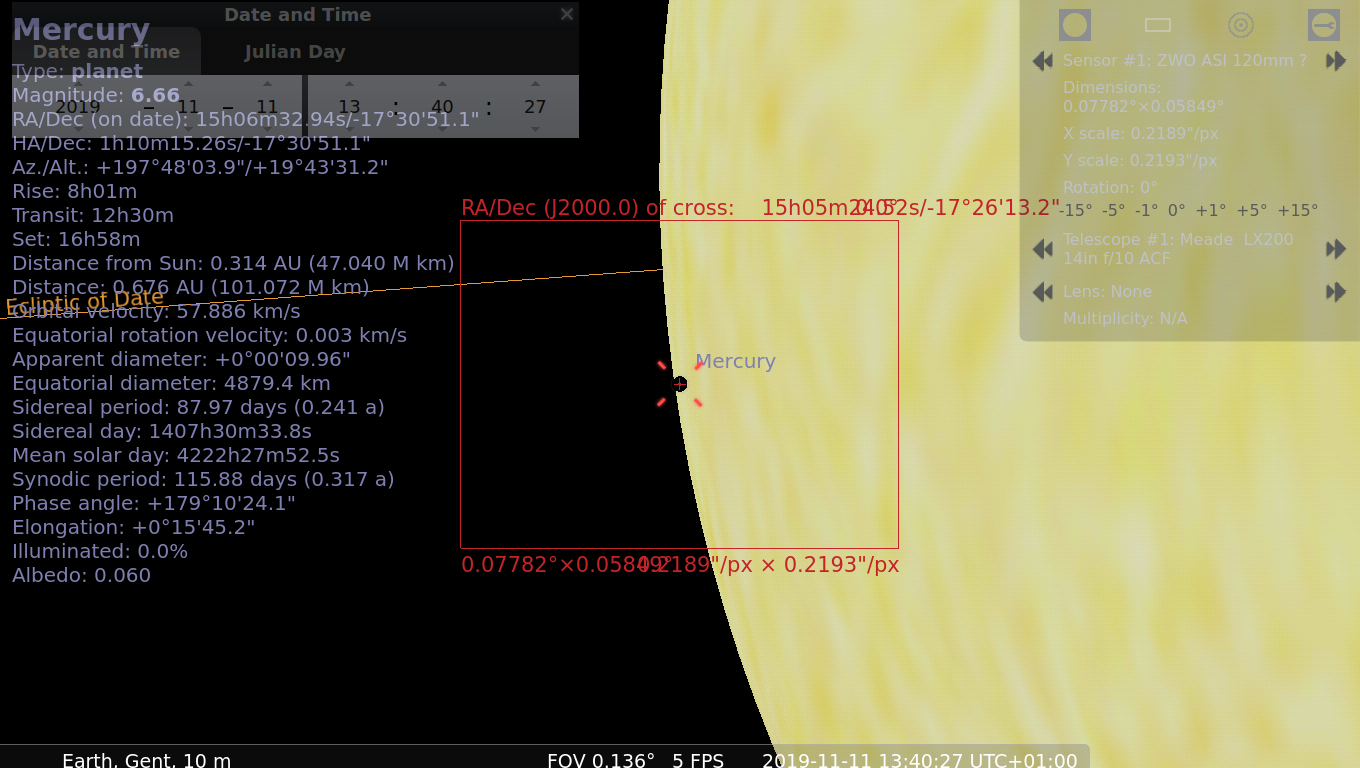 Date and Time
Date and Time
Julian Day
2019 – 11 – 11
13 : 40 : 27
Mercury
Type: planet
Magnitude: 6.66
RA/Dec (on date): 15h06m32.94s/-17°30'51.1"
HA/Dec: 1h10m15.26s/-17°30'51.1"
Az./Alt.: +197°48'03.9"/+19°43'31.2"
Rise: 8h01m
Transit: 12h30m
Set: 16h58m
Distance from Sun: 0.314 AU (47.040 M km)
Distance: 0.676 AU (101.072 M km)
Orbital velocity: 57.886 km/s
Equatorial rotation velocity: 0.003 km/s
Apparent diameter: +0°00'09.96"
Equatorial diameter: 4879.4 km
Sidereal period: 87.97 days (0.241 a)
Sidereal day: 1407h30m33.8s
Mean solar day: 4222h27m52.5s
Synodic period: 115.88 days (0.317 a)
Phase angle: +179°10'24.1"
Elongation: +0°15'45.2"
Illuminated: 0.0%
Albedo: 0.060
Ecliptic of Date
RA/Dec (J2000.0) of cross:
Mercury
0.2189"/px × 0.2193"/px
Sensor #1: ZWO ASI 120mm ?
Dimensions:
0.07782°×0.05849°
X scale: 0.2189"/px
Y scale: 0.2193"/px
Rotation: 0°
-15° -5° -1° 0° +1° +5° +15°
Telescope #1: Meade LX200
14in f/10 ACF
Lens: None
Multiplicity: N/A
Earth, Gent, 10 m
FOV 0.136°
5 FPS
2019-11-11 13:40:27 UTC+01:00